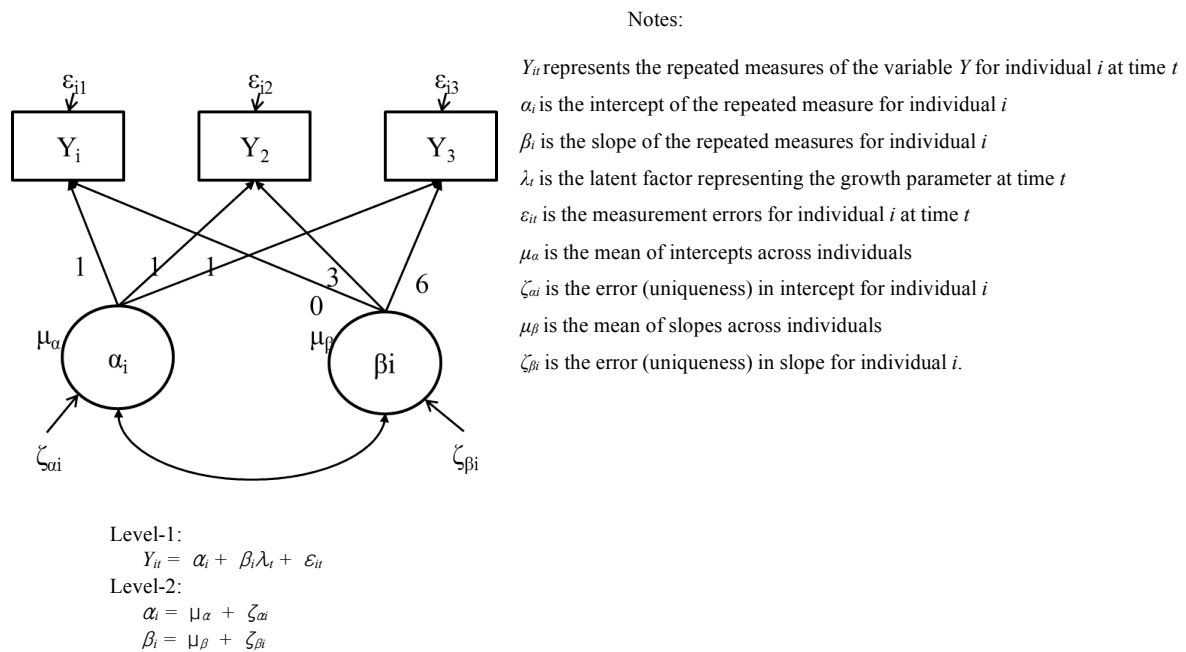 Notes:
Yit represents the repeated measures of the variable Y for individual i at time t
αi is the intercept of the repeated measure for individual i
βi is the slope of the repeated measures for individual i
λt is the latent factor representing the growth parameter at time t
εit is the measurement errors for individual i at time t
μα is the mean of intercepts across individuals
ζαi is the error (uniqueness) in intercept for individual i
μβ is the mean of slopes across individuals
ζβi is the error (uniqueness) in slope for individual i.
εi1 εi2 εi3
Yi Y2 Y3
1 1 1 3 6
0
μα μβ
αi βi
ζαi ζβi
Level-1:
Yit = αi + βiλt + εit
Level-2:
αi = μα + ζαi
βi = μβ + ζβi